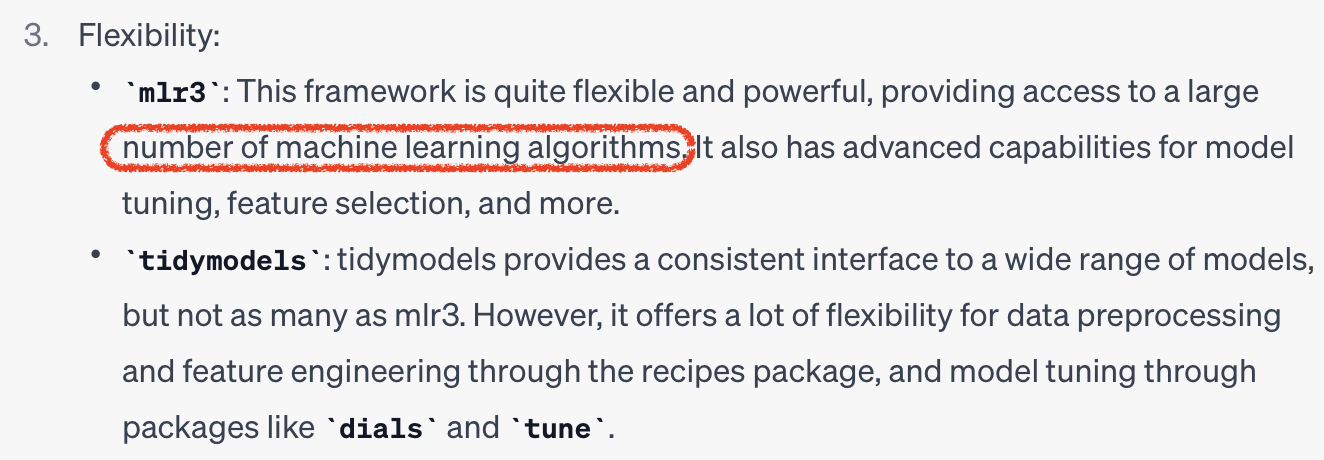 3. Flexibility:
• `mlr3`: This framework is quite flexible and powerful, providing access to a large
number of machine learning algorithms. It also has advanced capabilities for model
tuning, feature selection, and more.
• `tidymodels`: tidymodels provides a consistent interface to a wide range of models,
but not as many as mlr3. However, it offers a lot of flexibility for data preprocessing
and feature engineering through the recipes package, and model tuning through
packages like `dials` and `tune`.